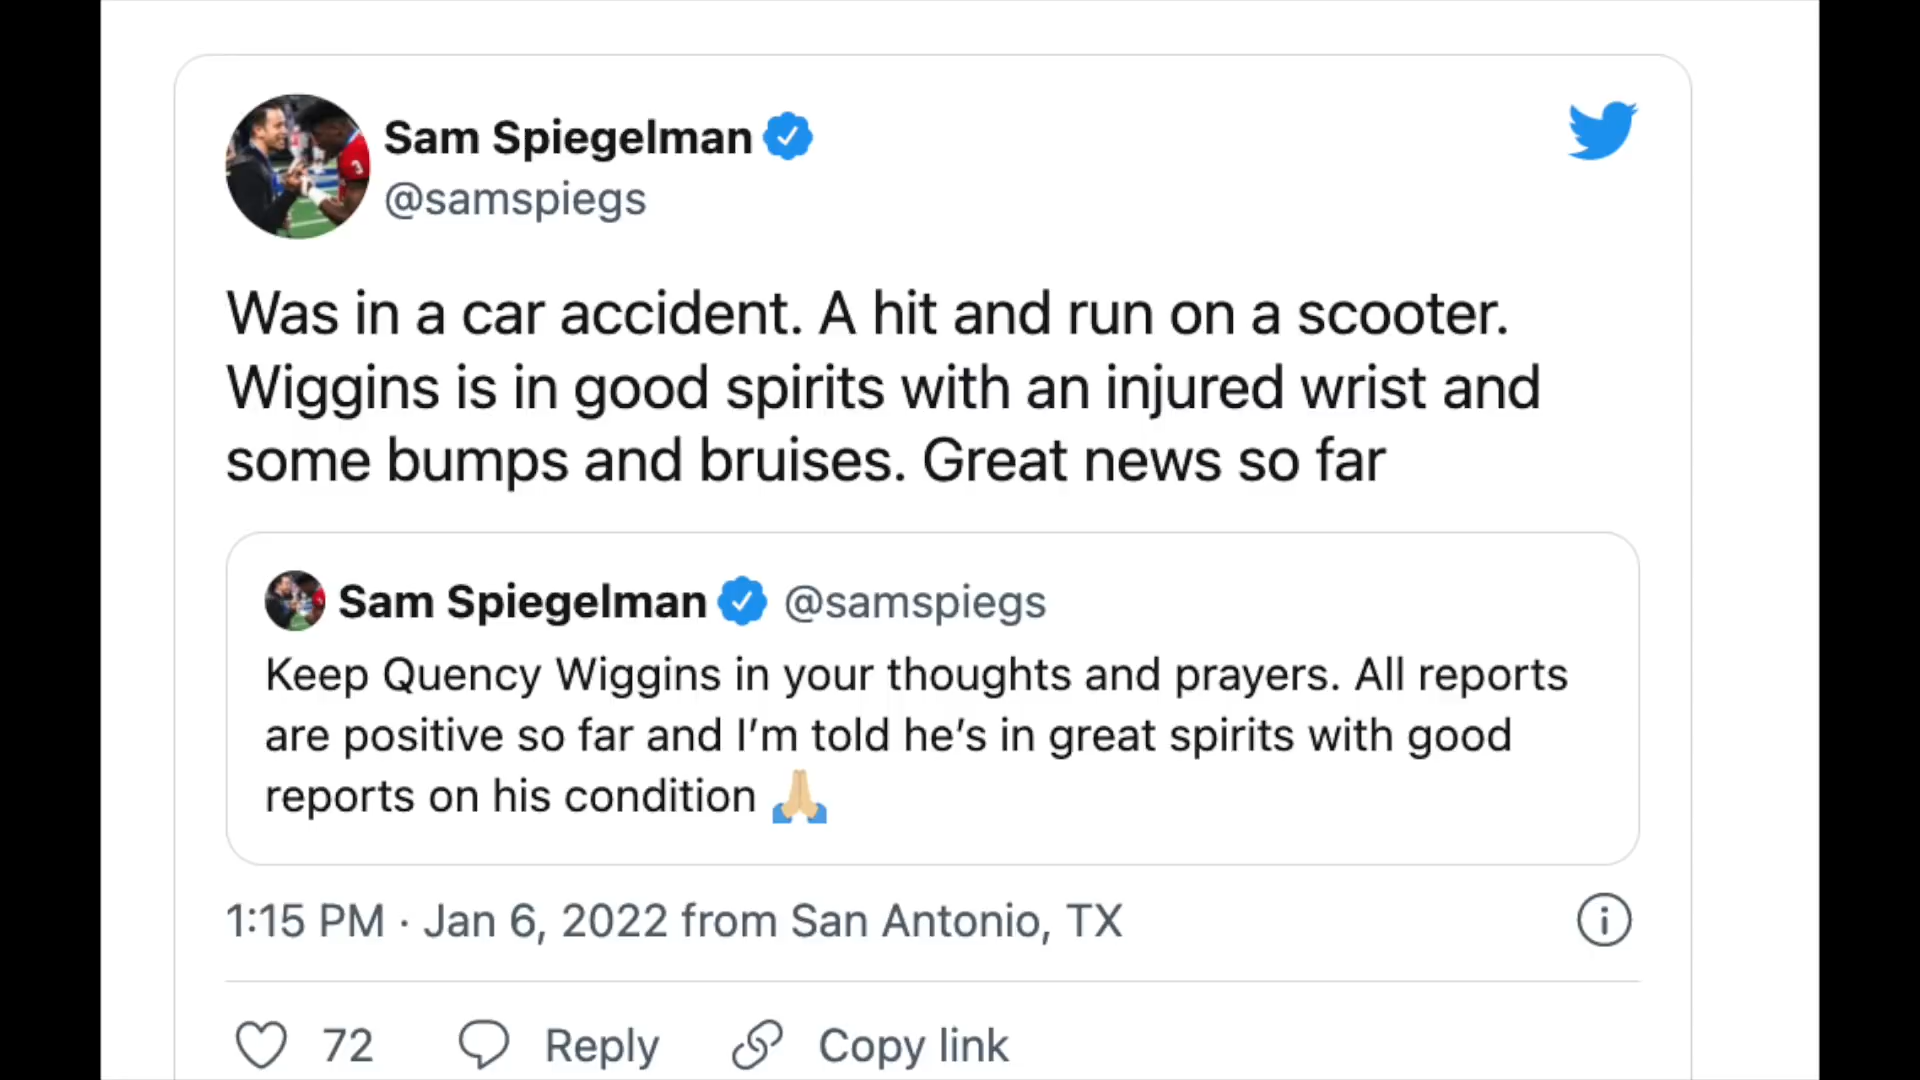 Sam Spiegelman
@samspiegs
Was in a car accident. A hit and run on a scooter.
Wiggins is in good spirits with an injured wrist and
some bumps and bruises. Great news so far
Sam Spiegelman @samspiegs
Keep Quency Wiggins in your thoughts and prayers. All reports
are positive so far and I’m told he’s in great spirits with good
reports on his condition 🙏🏼
1:15 PM · Jan 6, 2022 from San Antonio, TX
72 Reply Copy link